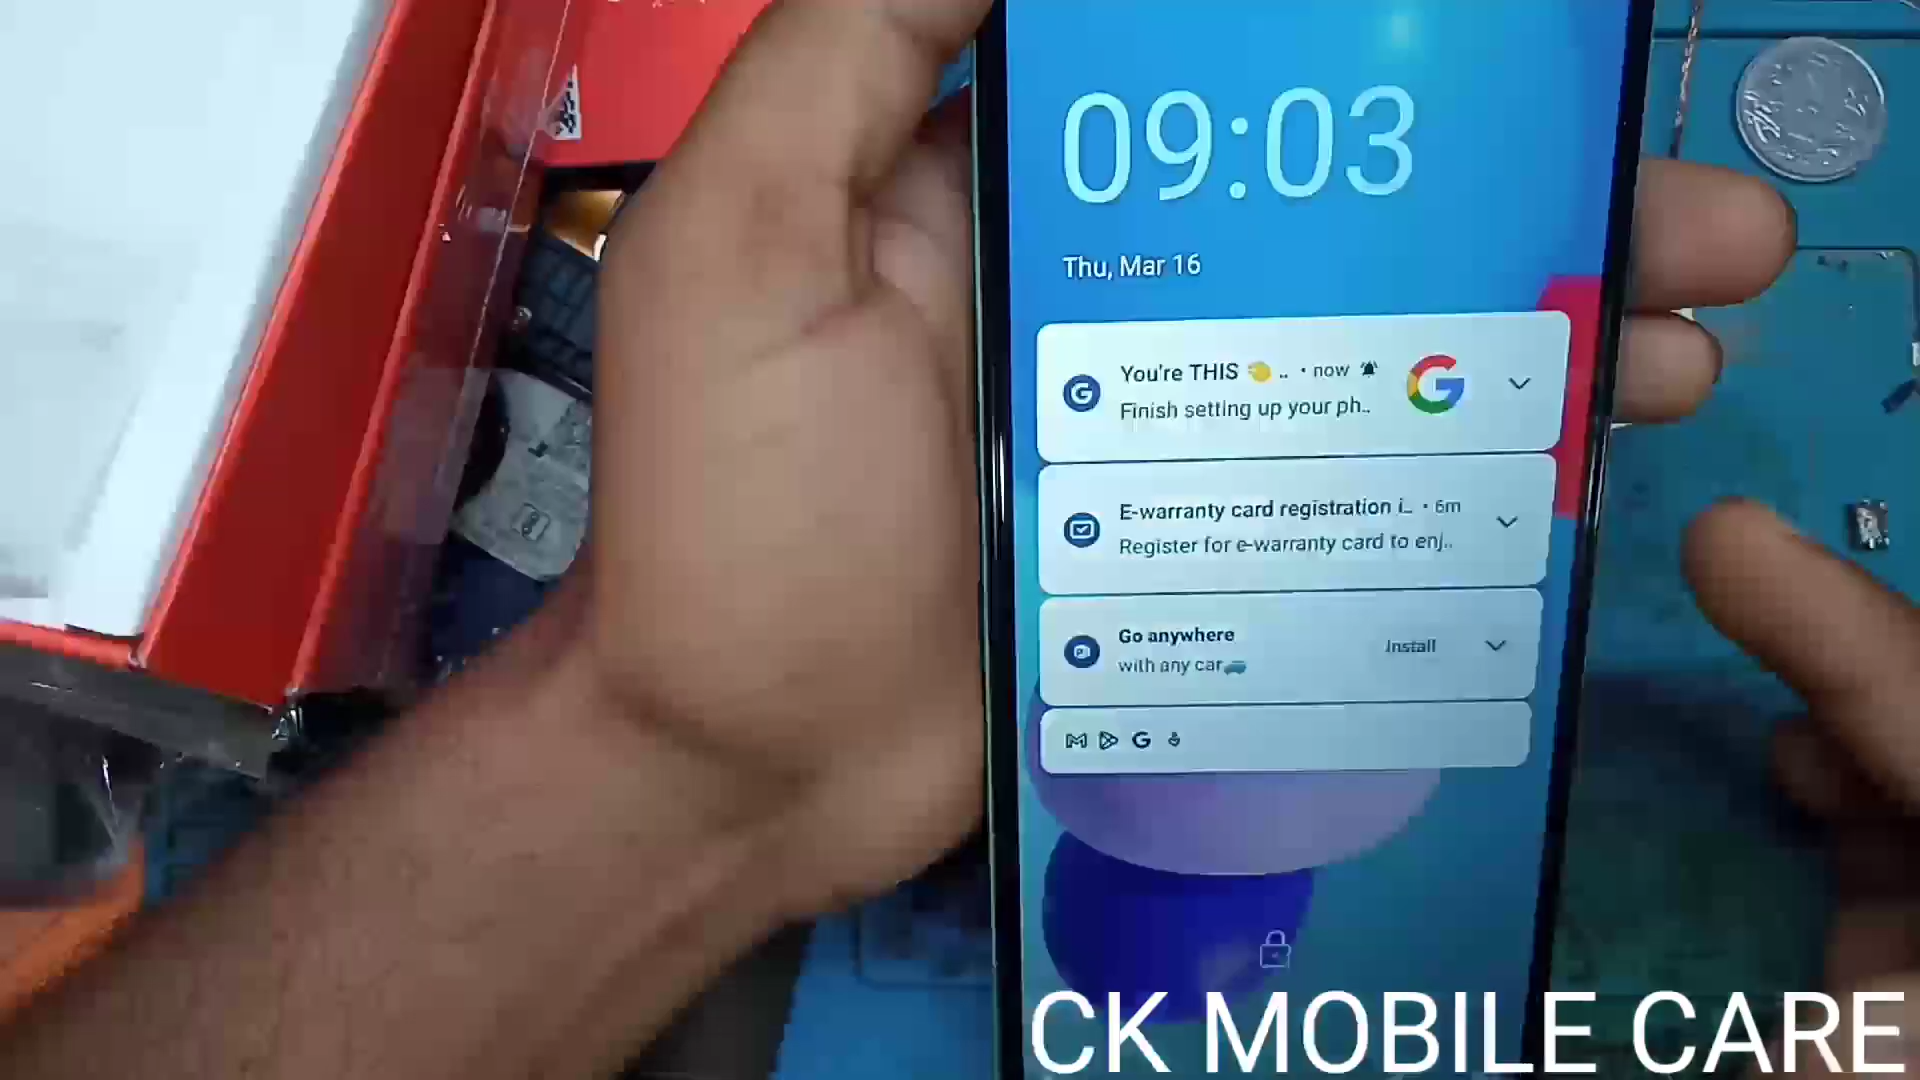 09:03
Thu, Mar 16
You're THIS 🤏 .. • now
Finish setting up your ph..
E-warranty card registration i.. • 6m
Register for e-warranty card to enj..
Go anywhere
Install
with any car🚙
CK MOBILE CARE